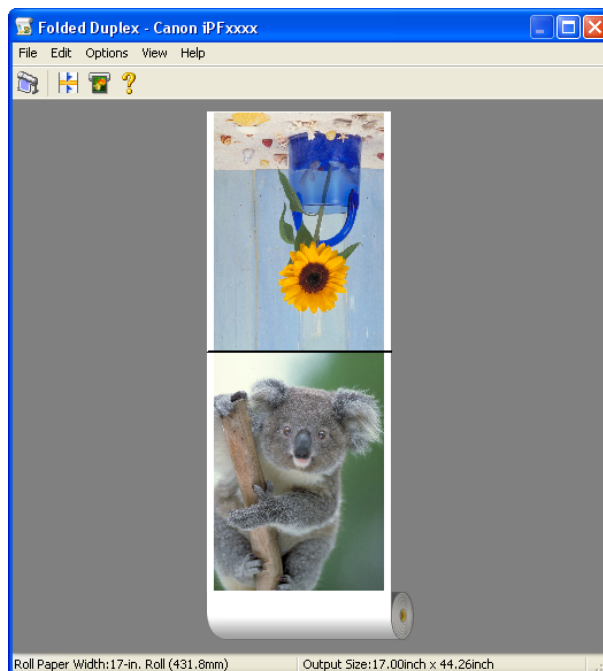 Folded Duplex - Canon iPFxxxx
File Edit Options View Help
Roll Paper Width:17-in. Roll (431.8mm) Output Size:17.00inch x 44.26inch